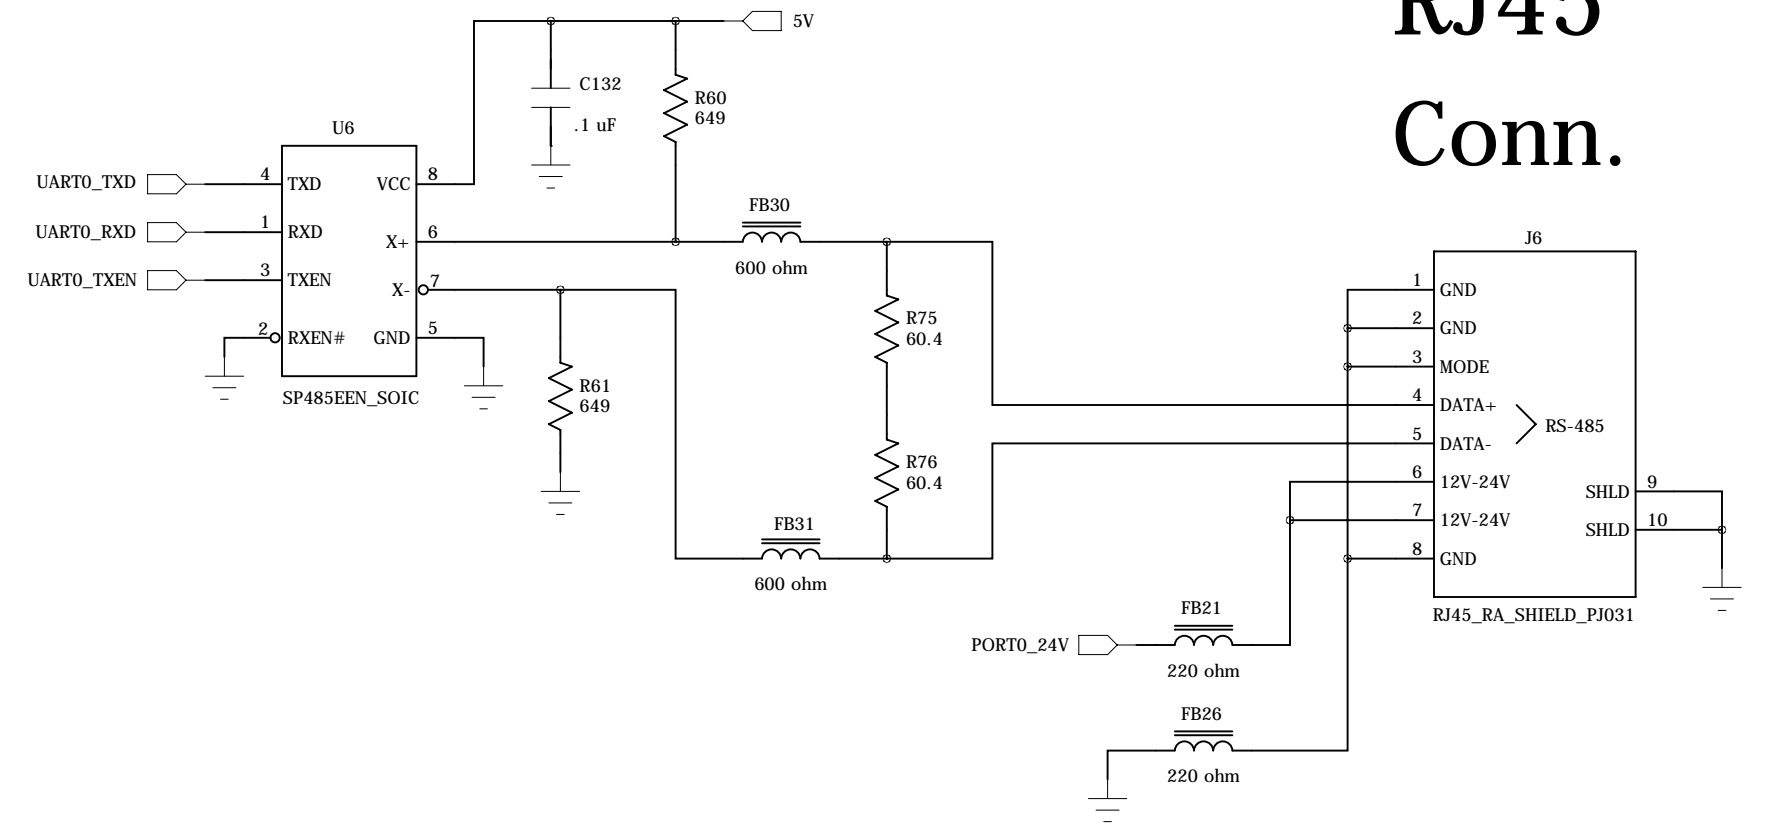 RJ45
Conn.
5V
C132
.1 uF
R60
649
U6
UART0_TXD
4
TXD
VCC
8
UART0_RXD
1
RXD
X+
6
UART0_TXEN
3
TXEN
X-
7
2
RXEN#
GND
5
SP485EEN_SOIC
R61
649
FB30
600 ohm
R75
60.4
R76
60.4
FB31
600 ohm
J6
1
GND
2
GND
3
MODE
4
DATA+
5
DATA-
RS-485
6
12V-24V
7
12V-24V
8
GND
SHLD
9
SHLD
10
RJ45_RA_SHIELD_PJ031
PORT0_24V
FB21
220 ohm
FB26
220 ohm